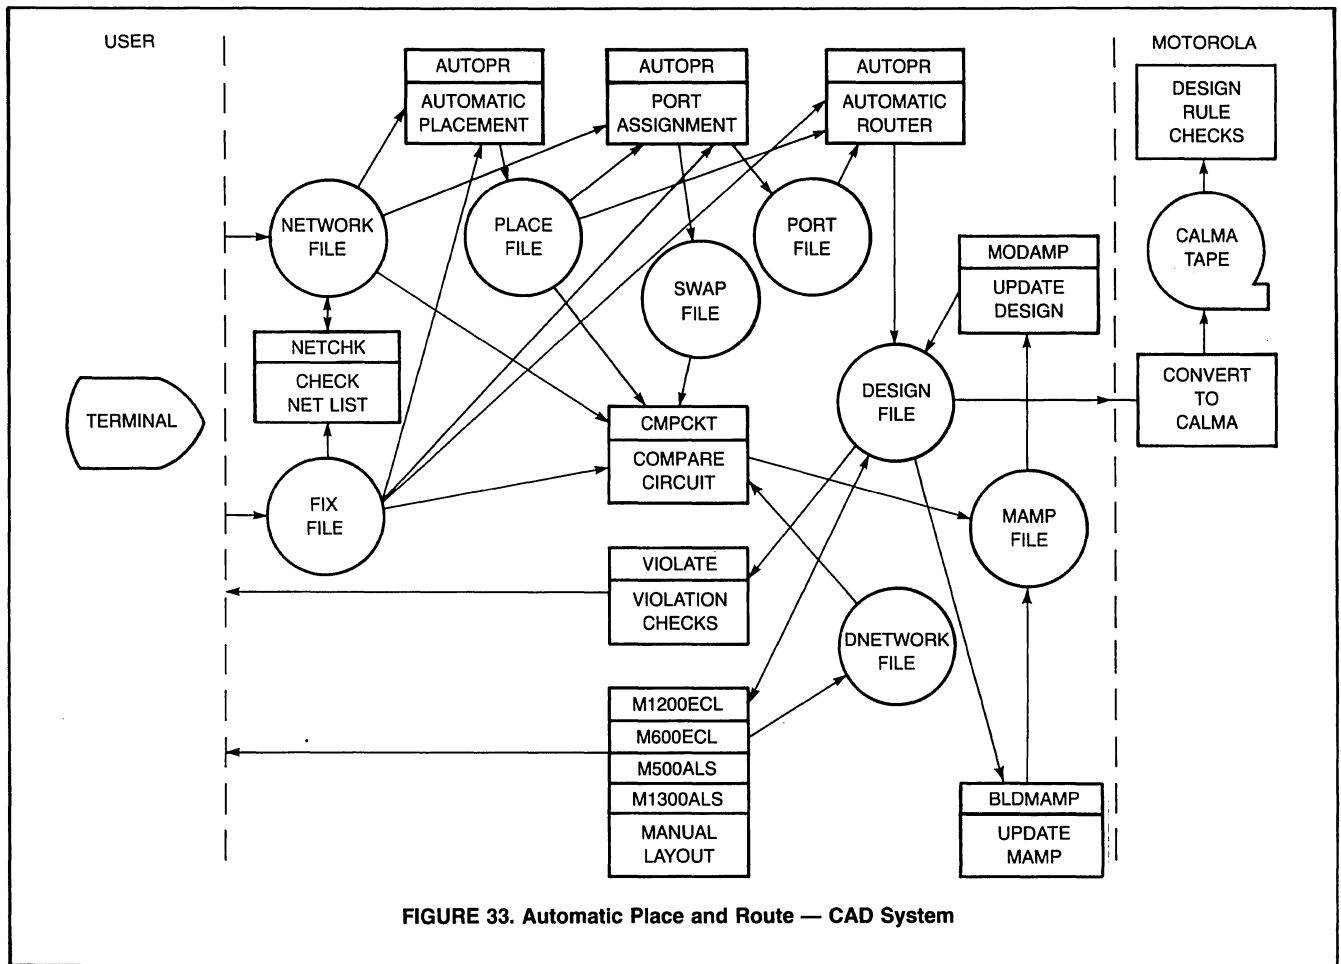 USER
MOTOROLA
AUTOPR
AUTOMATIC
PLACEMENT
AUTOPR
PORT
ASSIGNMENT
AUTOPR
AUTOMATIC
ROUTER
DESIGN
RULE
CHECKS
NETWORK
FILE
PLACE
FILE
SWAP
FILE
PORT
FILE
MODAMP
UPDATE
DESIGN
CALMA
TAPE
NETCHK
CHECK
NET LIST
TERMINAL
CMPCKT
COMPARE
CIRCUIT
DESIGN
FILE
CONVERT
TO
CALMA
FIX
FILE
MAMP
FILE
VIOLATE
VIOLATION
CHECKS
DNETWORK
FILE
M1200ECL
M600ECL
M500ALS
M1300ALS
MANUAL
LAYOUT
BLDMAMP
UPDATE
MAMP
FIGURE 33. Automatic Place and Route — CAD System